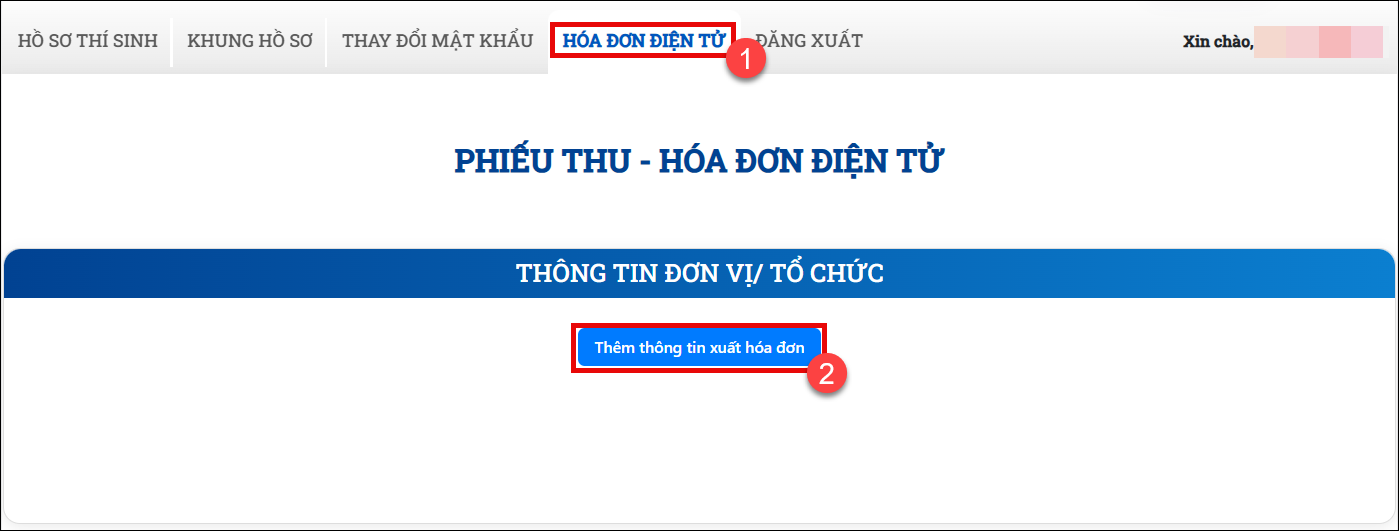 HỒ SƠ THÍ SINH KHUNG HỒ SƠ THAY ĐỔI MẬT KHẨU HÓA ĐƠN ĐIỆN TỬ ĐĂNG XUẤT Xin chào,
1
PHIẾU THU - HÓA ĐƠN ĐIỆN TỬ
THÔNG TIN ĐƠN VỊ/ TỔ CHỨC
Thêm thông tin xuất hóa đơn
2